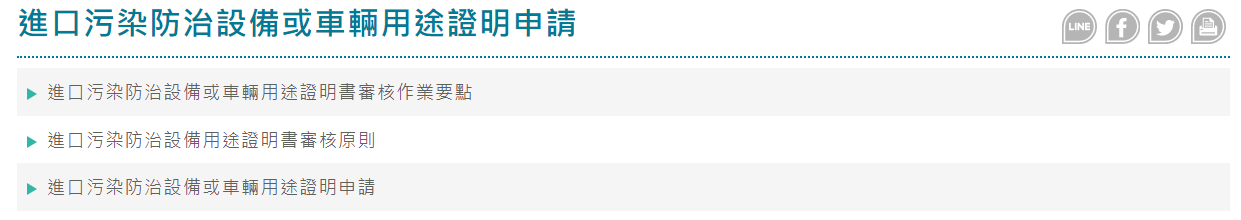 進口污染防治設備或車輛用途證明申請
LINE
進口污染防治設備或車輛用途證明書審核作業要點
進口污染防治設備用途證明書審核原則
進口污染防治設備或車輛用途證明申請